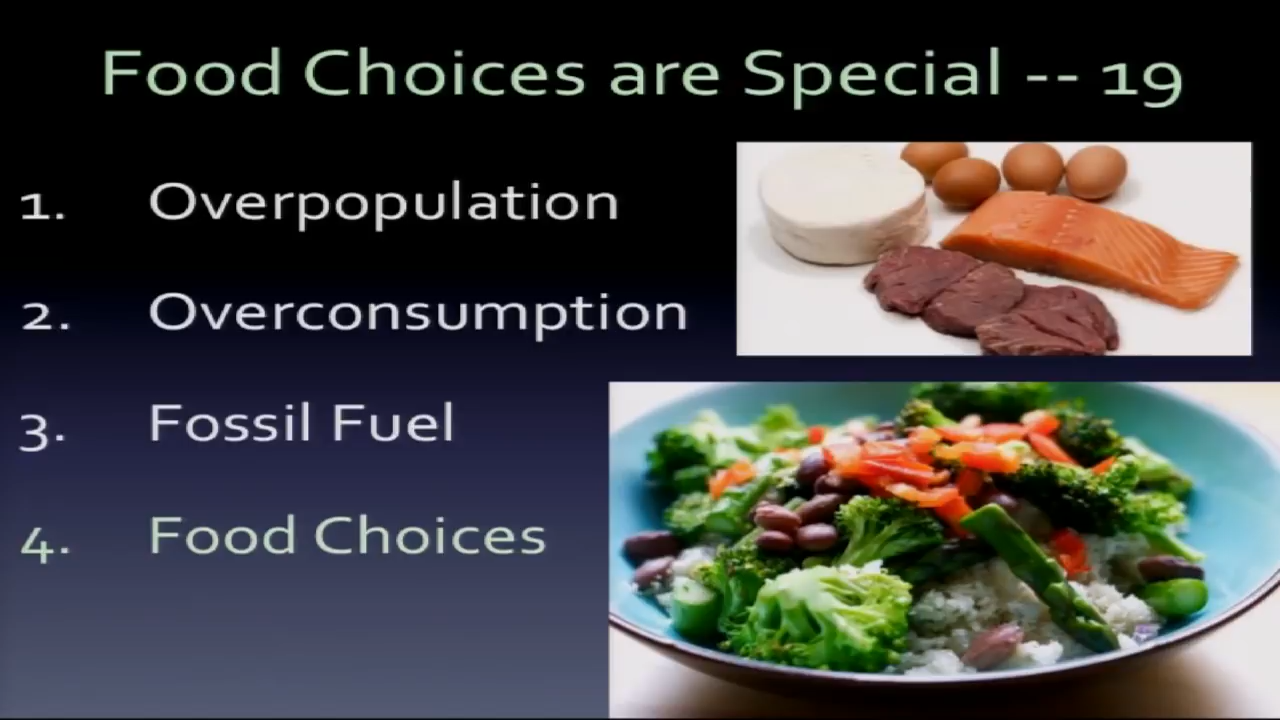 Food Choices are Special -- 19
1. Overpopulation
2. Overconsumption
3. Fossil Fuel
4. Food Choices